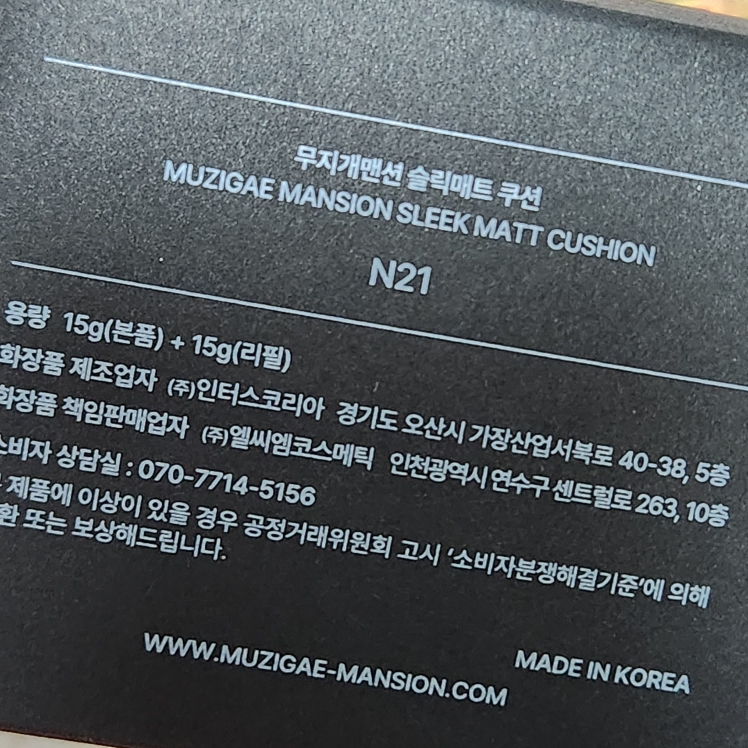 무지개맨션 슬릭매트 쿠션
MUZIGAE MANSION SLEEK MATT CUSHION
N21
용량 15g(본품) + 15g(리필)
화장품 제조업자 (주)인터스코리아 경기도 오산시 가장산업서북로 40-38, 5층
화장품 책임판매업자 (주)엘씨엠코스메틱 인천광역시 연수구 센트럴로 263, 10층
소비자 상담실 : 070-7714-5156
제품에 이상이 있을 경우 공정거래위원회 고시 '소비자분쟁해결기준'에 의해
환 또는 보상해드립니다.
MADE IN KOREA
WWW.MUZIGAE-MANSION.COM